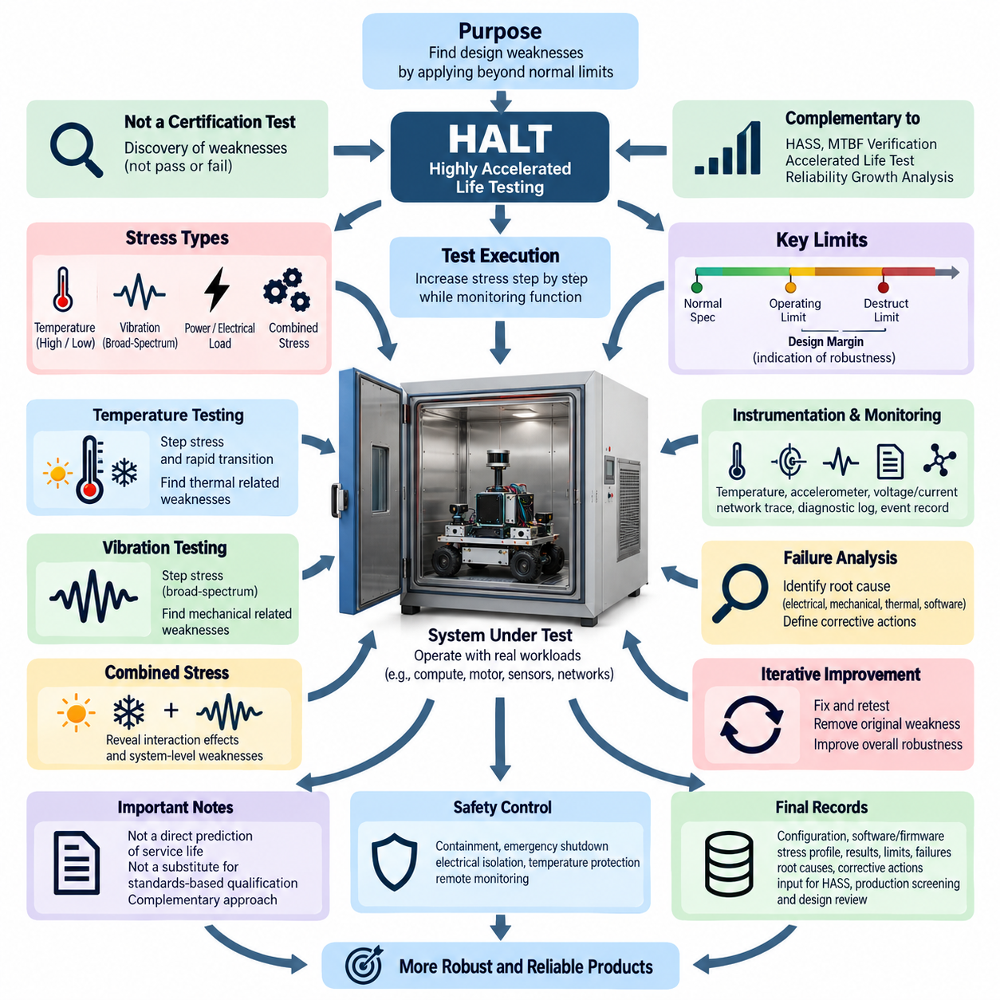 Purpose
Find design weaknesses
by applying beyond normal limits
Not a Certification Test
Discovery of weaknesses
(not pass or fail)
HALT
Highly Accelerated
Life Testing
Complementary to
HASS, MTBF Verification
Accelerated Life Test
Reliability Growth Analysis
Stress Types
Temperature
(High / Low)
Vibration
(Broad-Spectrum)
Power / Electrical
Load
Combined
Stress
Test Execution
Increase stress step by step
while monitoring function
Key Limits
Normal
Spec
Operating
Limit
Destruct
Limit
Design Margin
(indication of robustness)
Temperature Testing
Step stress
and rapid transition
Find thermal related
weaknesses
Instrumentation & Monitoring
Temperature, accelerometer, voltage/current
network trace, diagnostic log, event record
Vibration Testing
Step stress
(broad-spectrum)
Find mechanical related
weaknesses
Failure Analysis
Identify root cause
(electrical, mechanical, thermal, software)
Define corrective actions
System Under Test
Operate with real workloads
(e.g., compute, motor, sensors, networks)
Combined Stress
+
Reveal interaction effects
and system-level weaknesses
Iterative Improvement
Fix and retest
Remove original weakness
Improve overall robustness
Important Notes
Not a direct prediction
of service life
Not a substitute for
standards-based qualification
Complementary approach
Safety Control
Containment, emergency shutdown
electrical isolation, temperature protection
remote monitoring
Final Records
Configuration, software/firmware
stress profile, results, limits, failures
root causes, corrective actions
input for HASS, production screening
and design review
More Robust and Reliable Products